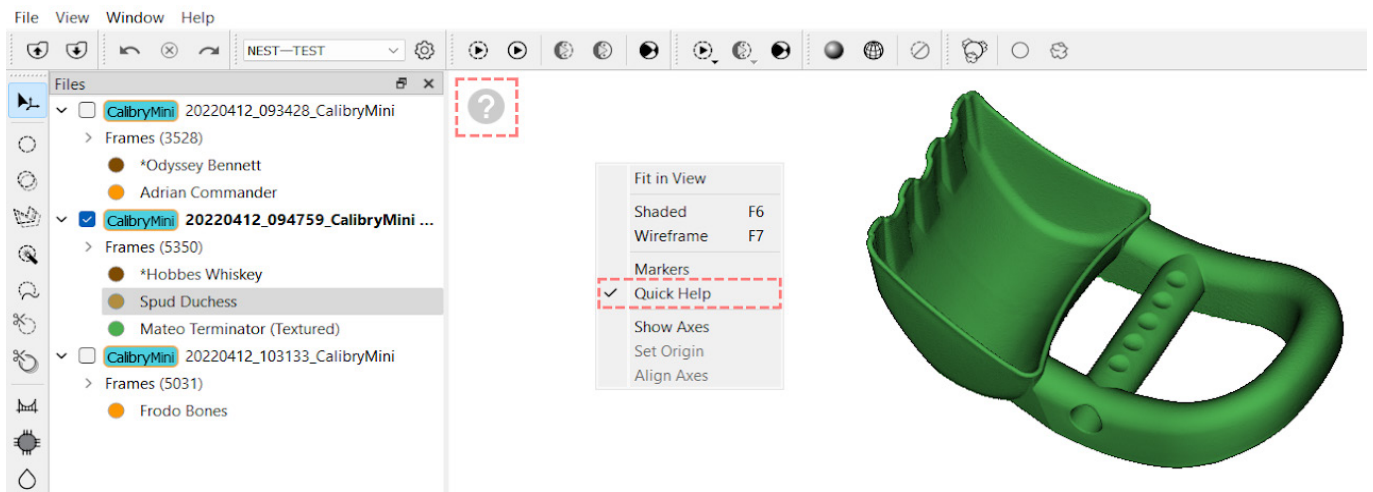 File View Window Help
NEST—TEST
Files
CalibryMini 20220412_093428_CalibryMini
Frames (3528)
*Odyssey Bennett
Adrian Commander
CalibryMini 20220412_094759_CalibryMini ...
Frames (5350)
*Hobbes Whiskey
Spud Duchess
Mateo Terminator (Textured)
CalibryMini 20220412_103133_CalibryMini
Frames (5031)
Frodo Bones
?
Fit in View
Shaded F6
Wireframe F7
Markers
Quick Help
Show Axes
Set Origin
Align Axes